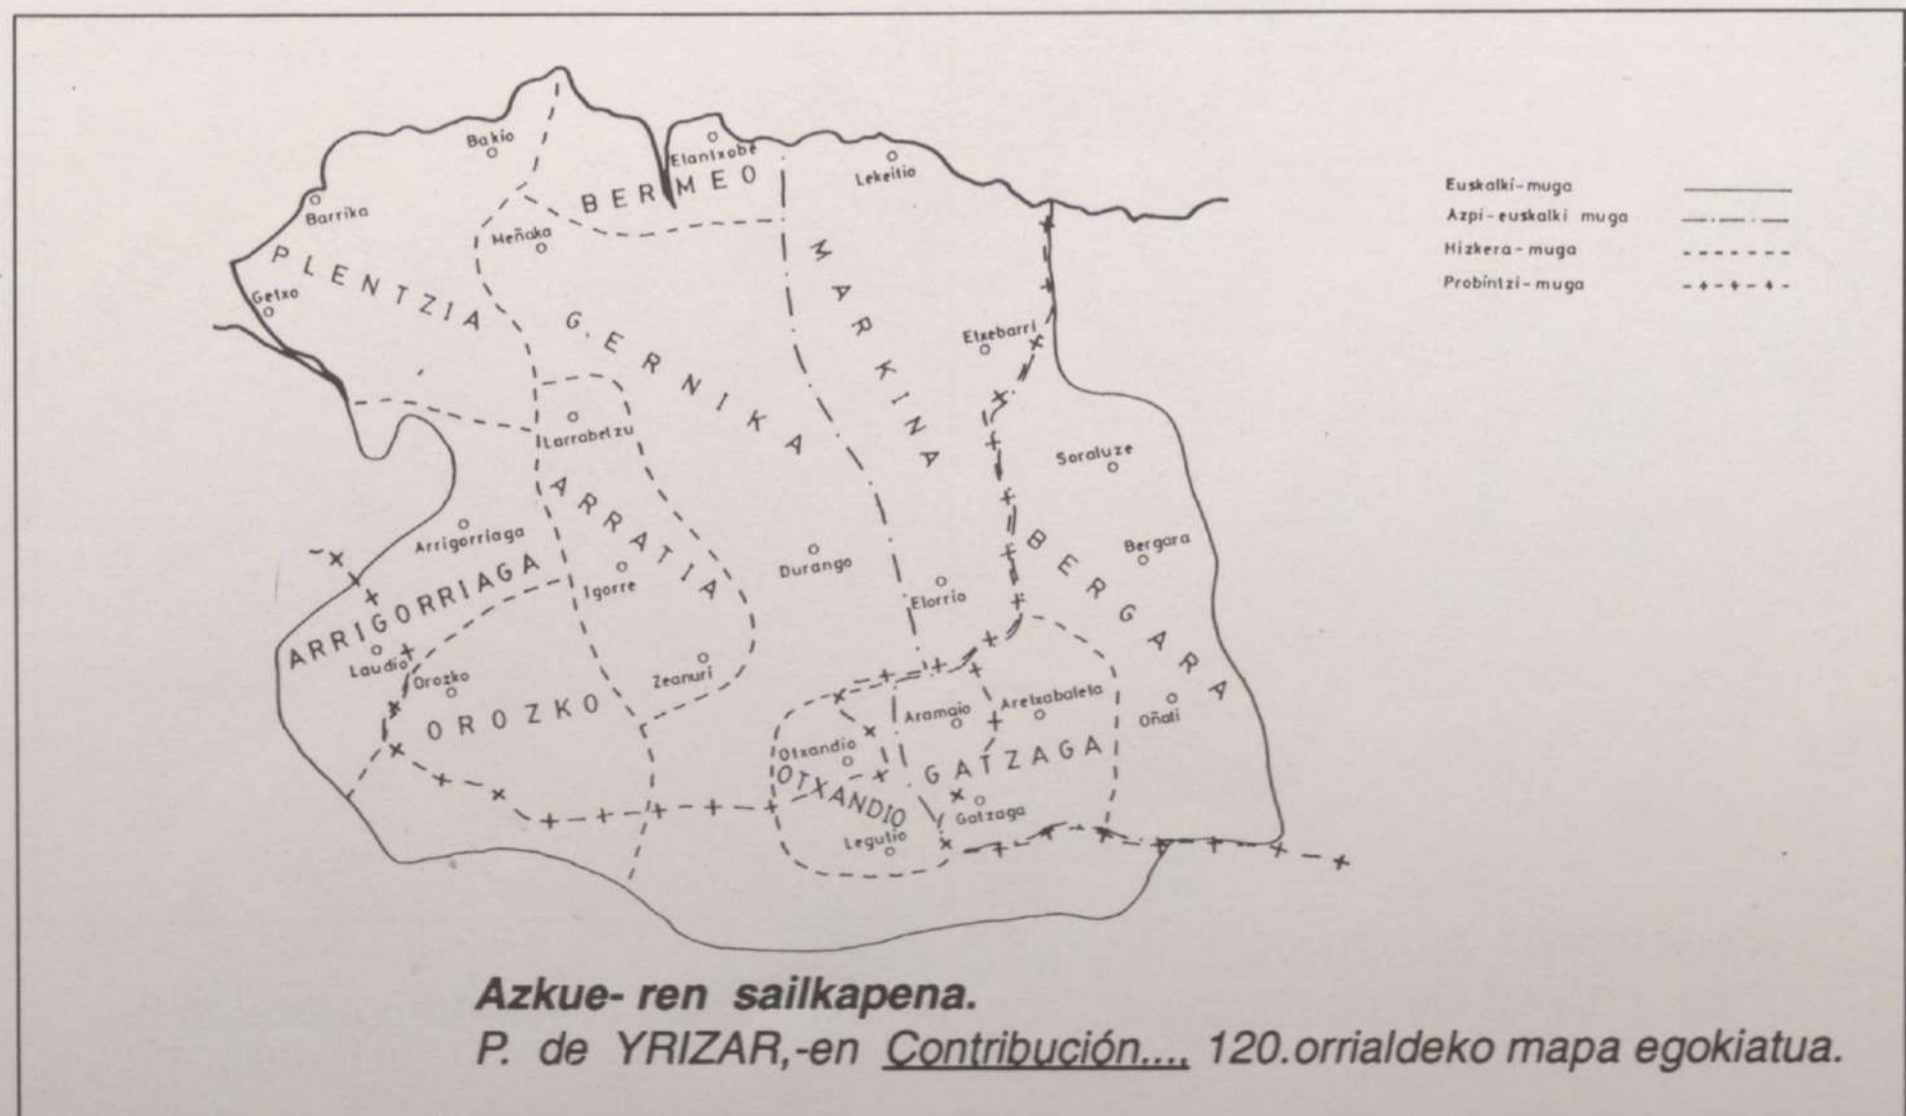 Bakio
Elantxobe
Lekeitio
BERMEO
Barrika
Meñaka
PLENTZIA
Getxo
GERNIKA
MARKINA
Etxebarri
Larrabetzu
Soraluze
ARRATIA
Arrigorriaga
Durango
Igorre
BERGARA
Bergara
ARRIGORRIAGA
Elorrio
Laudio
Orozko
Zeanuri
OROZKO
Aramaio
Aretxabaleta
Oñati
Otxandio
OTXANDIO
GATZAGA
Gatzaga
Legutio
Euskalki-muga
Azpi-euskalki muga
Hizkera-muga
Probintzi-muga
Azkue- ren sailkapena.
P. de YRIZAR,-en Contribución...., 120.orrialdeko mapa egokiatua.